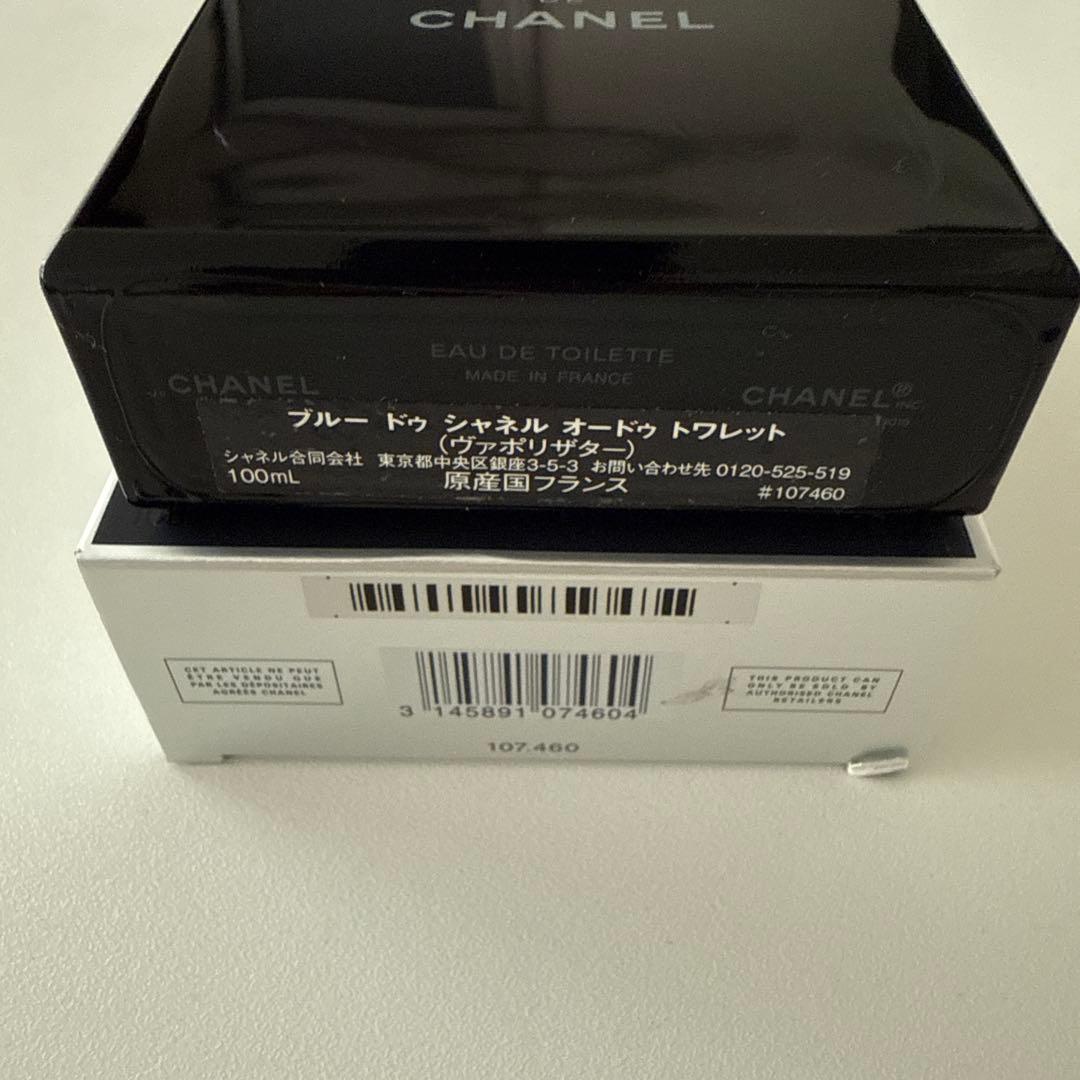 DE
CHANEL
EAU DE TOILETTE
MADE IN FRANCE
CHANEL
CHANEL®
ブルー ドゥ シャネル オードゥ トワレット
(ヴァポリザター)
シャネル合同会社 東京都中央区銀座3-5-3 お問い合わせ先 0120-525-519
100mL 原産国フランス #107460
CET ARTICLE NE PEUT
ÊTRE VENDU QUE
PAR LES DÉPOSITAIRES
AGRÉÉS CHANEL
3 145891 074604
107.460
THIS PRODUCT CAN
ONLY BE SOLD BY
AUTHORISED CHANEL
RETAILERS